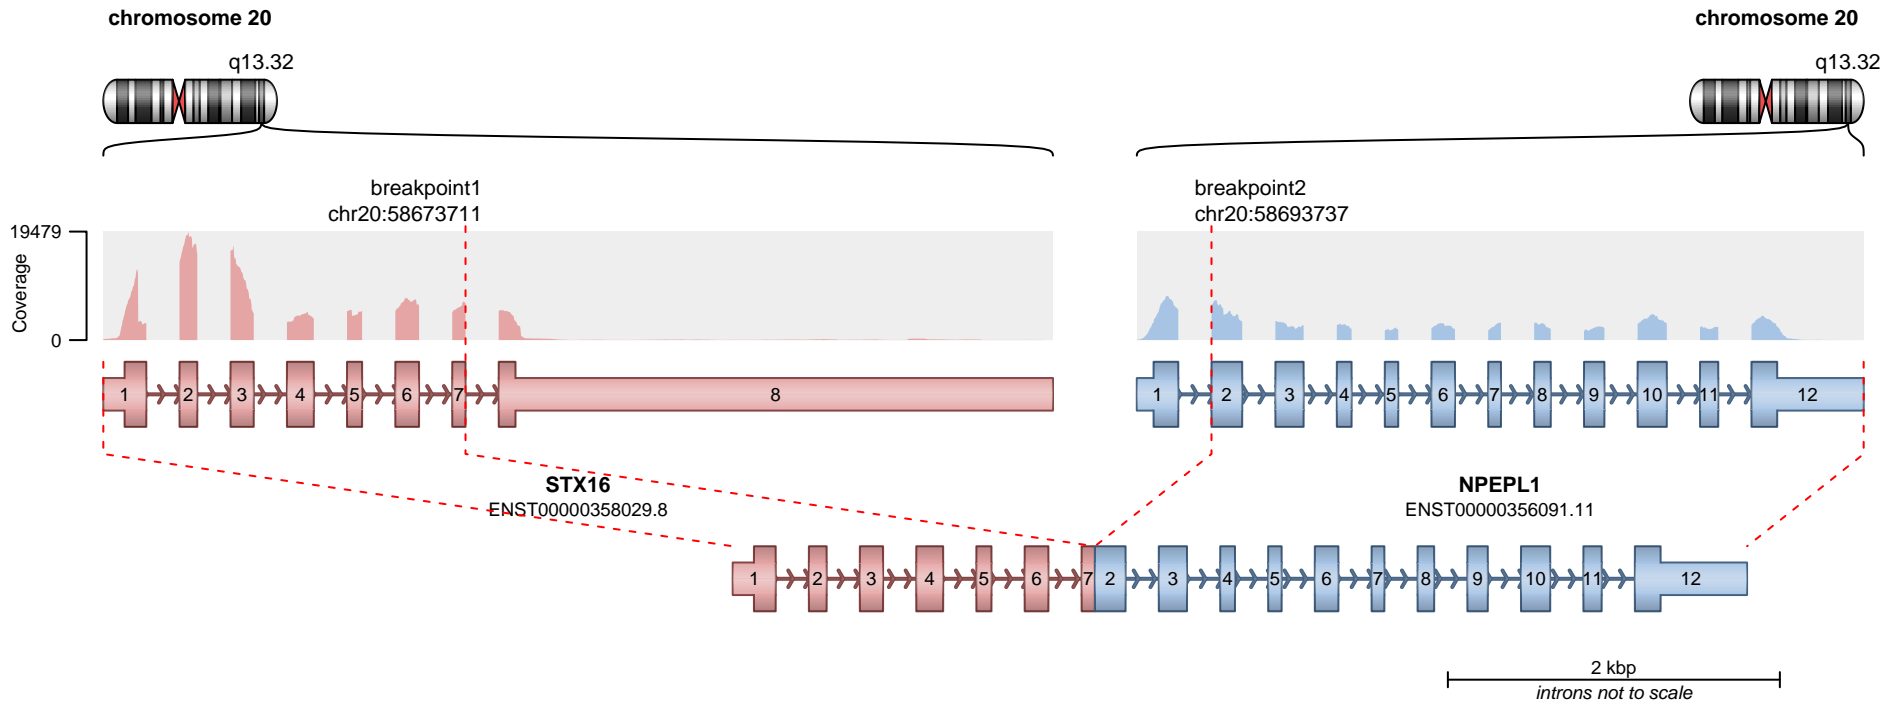 chromosome 20
chromosome 20
q13.32
q13.32
breakpoint1
chr20:58673711
breakpoint2
chr20:58693737
19479
Coverage
0
1 2 3 4 5 6 7 8
1 2 3 4 5 6 7 8 9 10 11 12
STX16
ENST00000358029.8
NPEPL1
ENST00000356091.11
1 2 3 4 5 6 7 2 3 4 5 6 7 8 9 10 11 12
2 kbp
introns not to scale